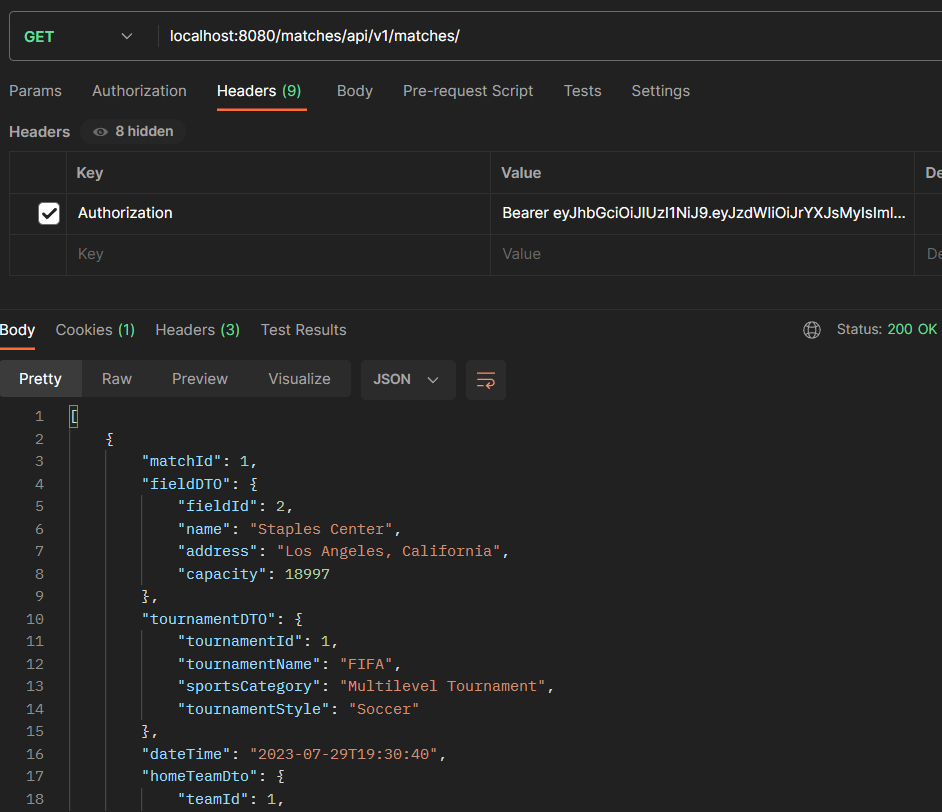 GET localhost:8080/matches/api/v1/matches/
Params Authorization Headers (9) Body Pre-request Script Tests Settings
Headers 8 hidden
Key Value De
Authorization Bearer eyJhbGciOiJIUzI1NiJ9.eyJzdWIiOiJrYXJsMyIsIml...
Key Value De
Body Cookies (1) Headers (3) Test Results Status: 200 OK
Pretty Raw Preview Visualize JSON
1 [
2 {
3 "matchId": 1,
4 "fieldDTO": {
5 "fieldId": 2,
6 "name": "Staples Center",
7 "address": "Los Angeles, California",
8 "capacity": 18997
9 },
10 "tournamentDTO": {
11 "tournamentId": 1,
12 "tournamentName": "FIFA",
13 "sportsCategory": "Multilevel Tournament",
14 "tournamentStyle": "Soccer"
15 },
16 "dateTime": "2023-07-29T19:30:40",
17 "homeTeamDto": {
18 "teamId": 1,